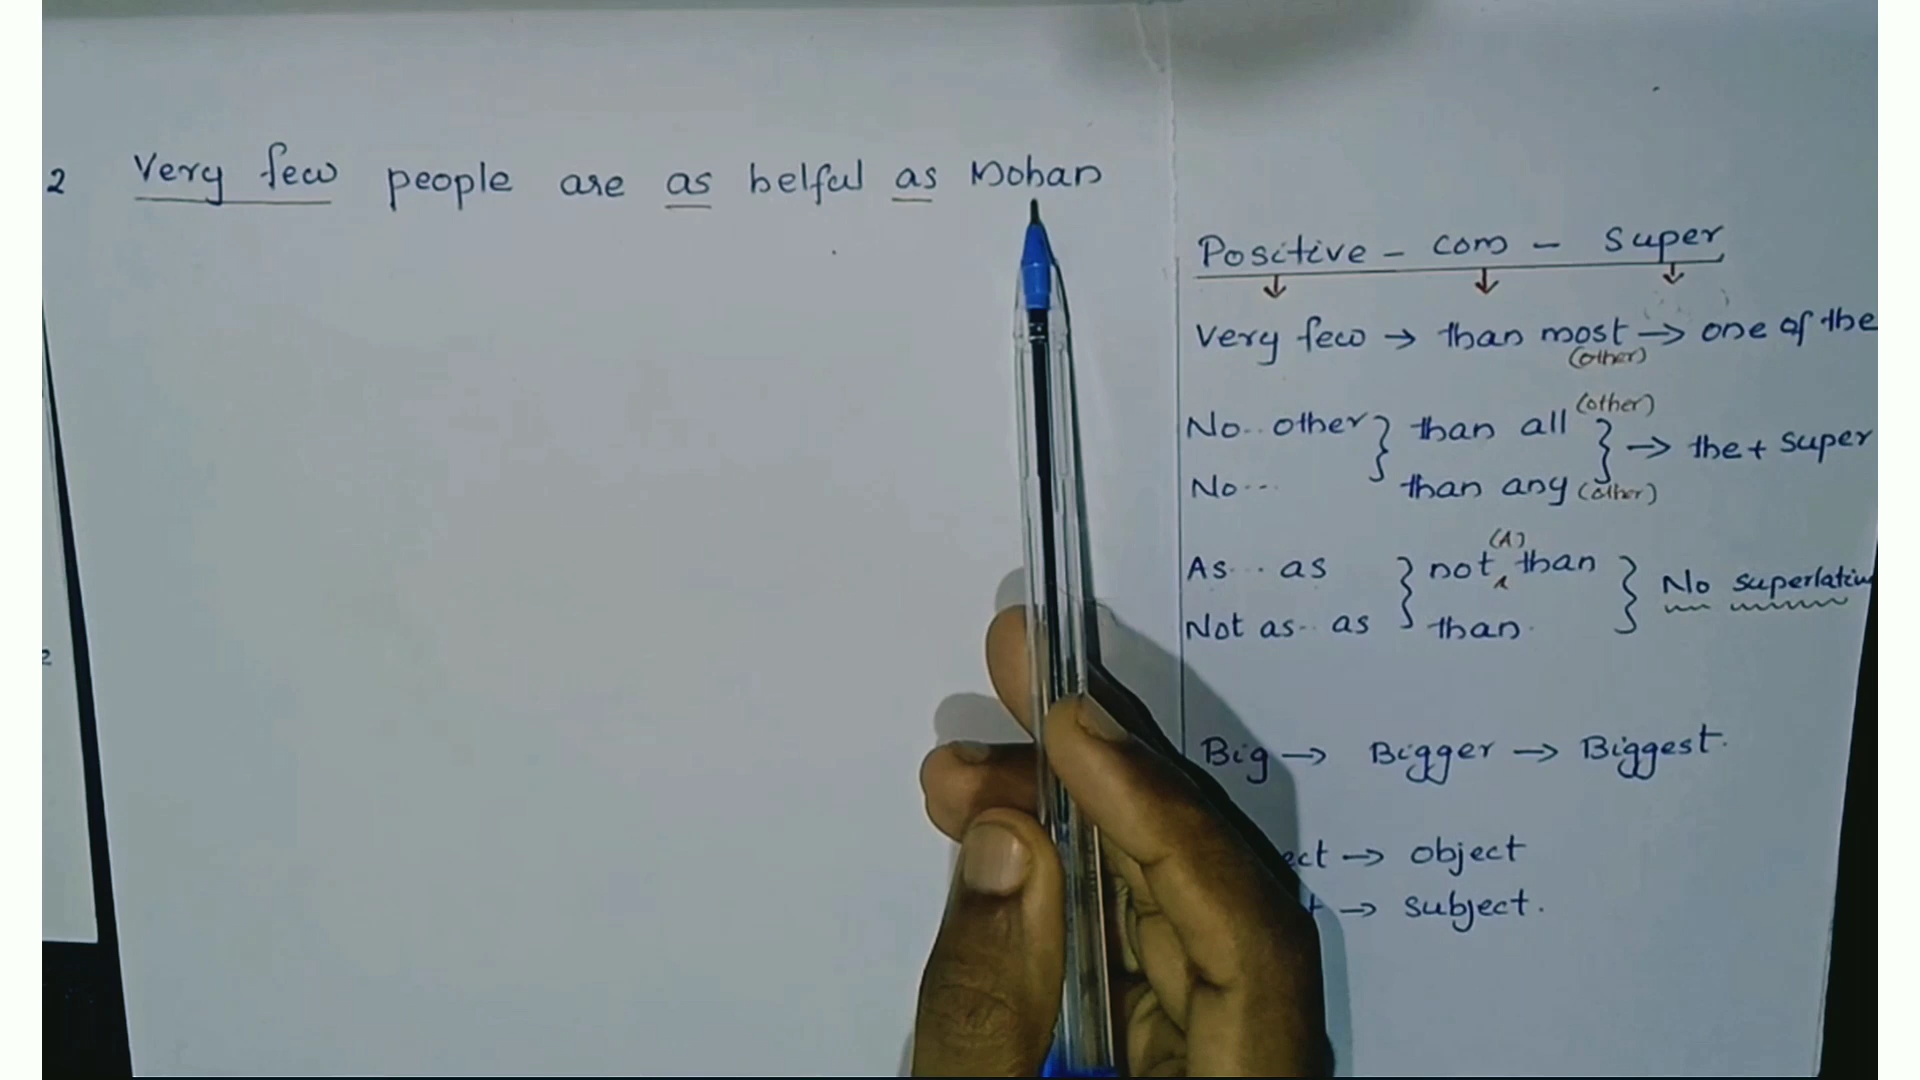 2 Very few people are as helful as Mohan
Positive - com - super
↓ ↓ ↓
Very few → than most → one of the
(other)
No.. other } than all (other) } → the + super
No... than any (other)
As... as } not (A) than } No superlativ
Not as.. as than.
Big → Bigger → Biggest.
ect → object
t → subject.